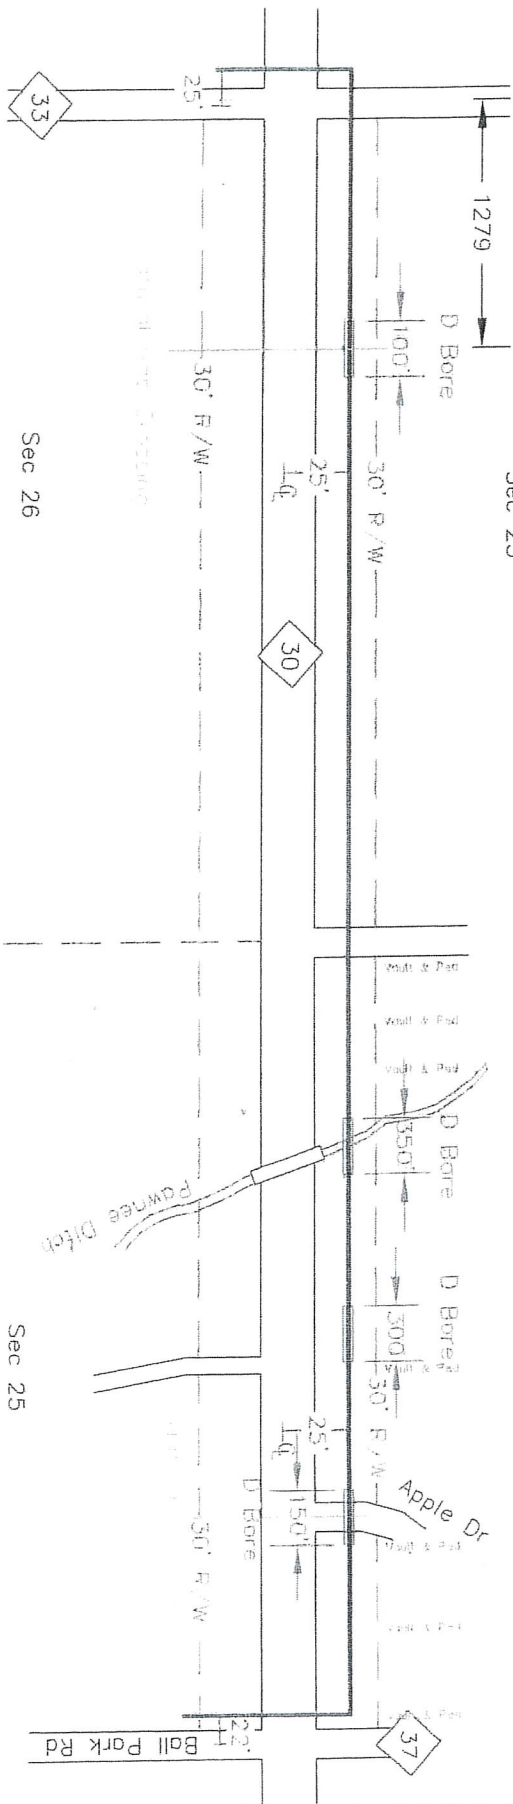 33
25'
1279
D Bore
100'
30' R/W
25'
30' R/W
Sec 26
30
Vault & Pad
Vault & Pad
Vault & Pad
D Bore
350'
Pawnee Ditch
D Bore
300
Vault & Pad
30' R/W
25'
Sec 25
Apple Dr
D Bore
150'
Vault & Pad
30' R/W
Vault & Pad
Vault & Pad
22'
Ball Park Rd
37